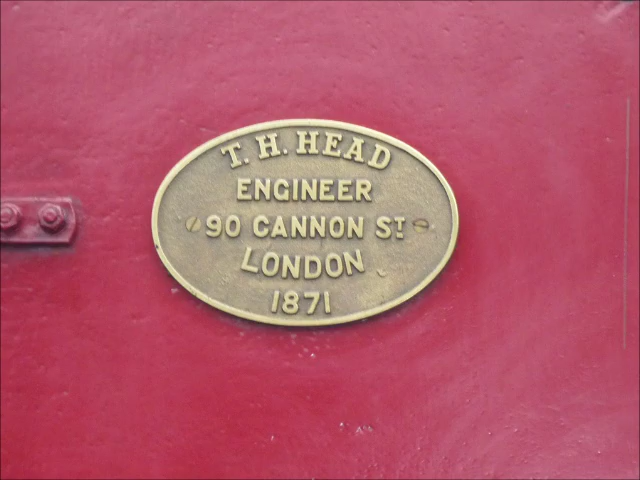 T. H. HEAD
ENGINEER
90 CANNON ST
LONDON
1871